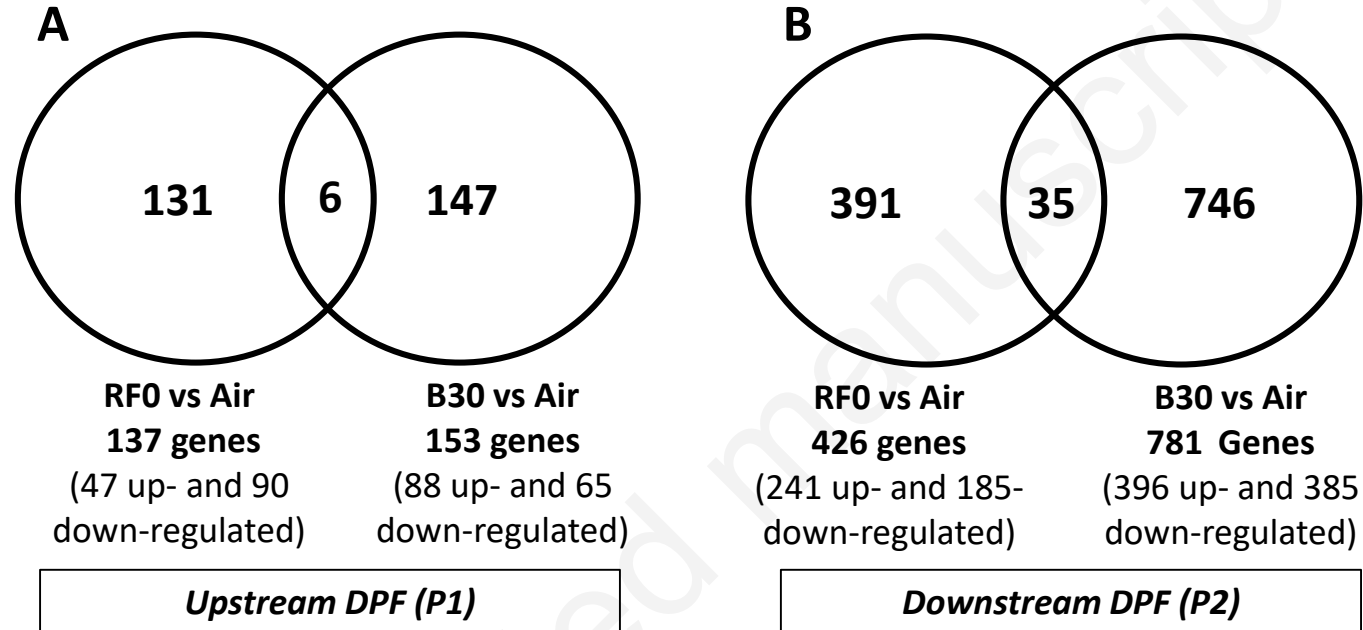 A
B
131
6
147
391
35
746
RF0 vs Air
137 genes
(47 up- and 90
down-regulated)
B30 vs Air
153 genes
(88 up- and 65
down-regulated)
RF0 vs Air
426 genes
(241 up- and 185-
down-regulated)
B30 vs Air
781 Genes
(396 up- and 385
down-regulated)
Upstream DPF (P1)
Downstream DPF (P2)
manuscrip